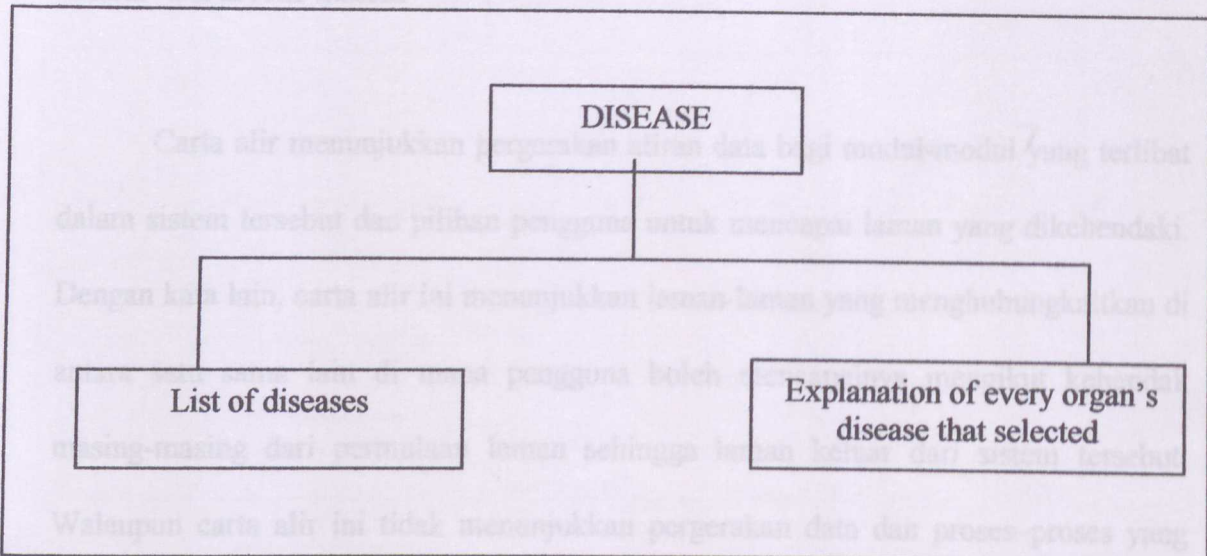 DISEASE
Carta alir menunjukkan pergerakan aliran data bagi modul-modul yang terlibat
dalam sistem tersebut dan pilihan pengguna untuk mencapai laman yang dikehendaki.
Dengan kata lain, carta alir ini menunjukkan laman-laman yang menghubungkaitkan di
antara satu sama lain di mana pengguna boleh mengikut kehendak
masing-masing dari permulaan laman sehingga laman keluar dari sistem tersebut.
Walaupun carta alir ini tidak menunjukkan pergerakan data dan proses-proses yang
List of diseases
Explanation of every organ's
disease that selected